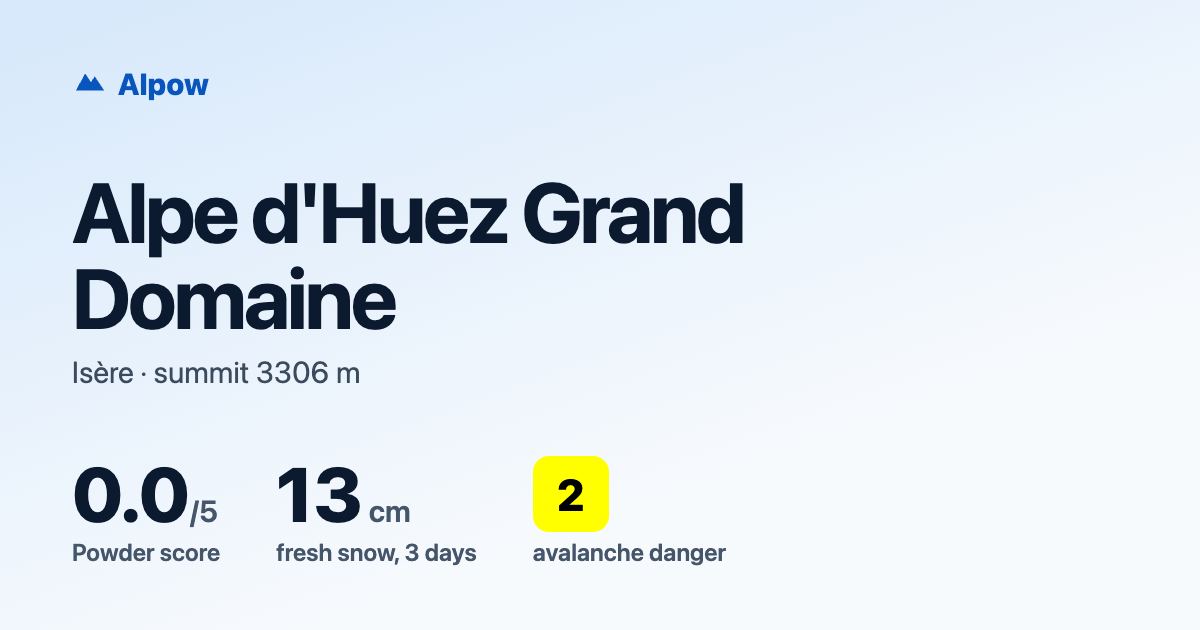 Alpow
Alpe d'Huez Grand
Domaine
Isère · summit 3306 m
0.0/5
Powder score
13 cm
fresh snow, 3 days
2
avalanche danger